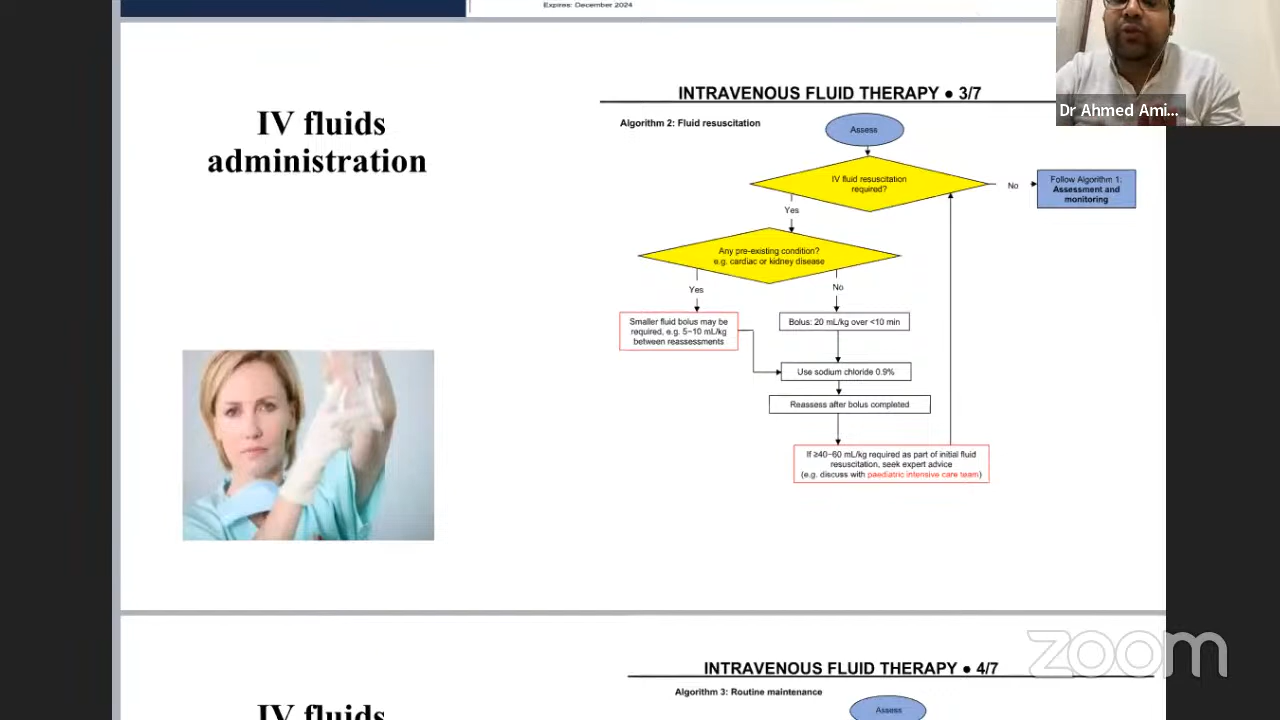 Expires: December 2024
IV fluids
administration
INTRAVENOUS FLUID THERAPY ● 3/7
Algorithm 2: Fluid resuscitation
Assess
IV fluid resuscitation
required?
No
Follow Algorithm 1:
Assessment and
monitoring
Yes
Any pre-existing condition?
e.g. cardiac or kidney disease
Yes
No
Smaller fluid bolus may be
required, e.g. 5–10 mL/kg
between reassessments
Bolus: 20 mL/kg over <10 min
Use sodium chloride 0.9%
Reassess after bolus completed
If ≥40–60 mL/kg required as part of initial fluid
resuscitation, seek expert advice
(e.g. discuss with paediatric intensive care team)
Dr Ahmed Ami...
zoom
INTRAVENOUS FLUID THERAPY ● 4/7
Algorithm 3: Routine maintenance
Assess
IV fluids